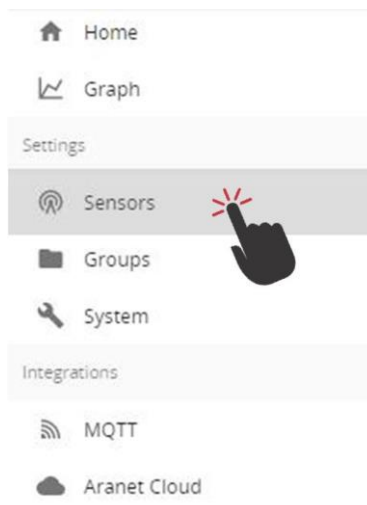 Home
Graph
Settings
Sensors
Groups
System
Integrations
MQTT
Aranet Cloud